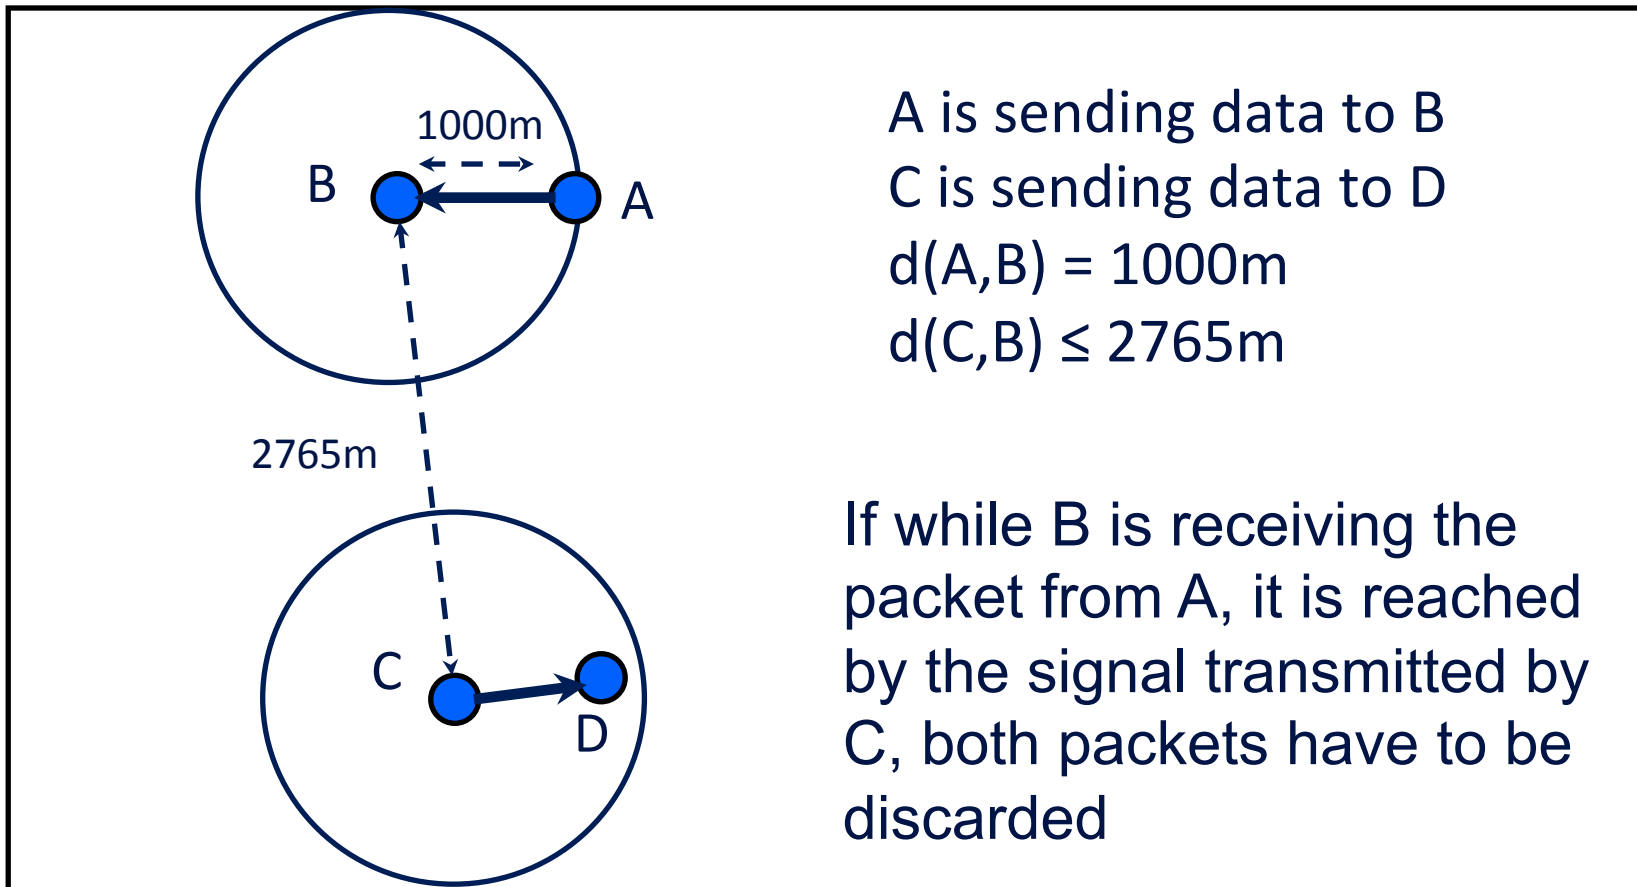 1000m
B
A
2765m
C
D
A is sending data to B
C is sending data to D
d(A,B) = 1000m
d(C,B) ≤ 2765m
If while B is receiving the
packet from A, it is reached
by the signal transmitted by
C, both packets have to be
discarded